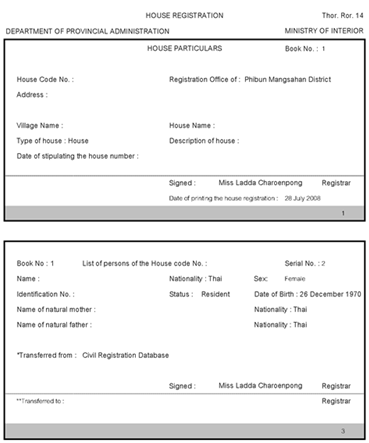 HOUSE REGISTRATION Thor. Ror. 14
DEPARTMENT OF PROVINCIAL ADMINISTRATION MINISTRY OF INTERIOR
HOUSE PARTICULARS Book No. : 1
House Code No. : Registration Office of : Phibun Mangsahan District
Address :
Village Name : House Name :
Type of house : House Description of house :
Date of stipulating the house number :
Signed : Miss Ladda Charoenpong Registrar
Date of printing the house registration : 28 July 2008
1
Book No : 1 List of persons of the House code No. : Serial No. : 2
Name : Nationality : Thai Sex: Female
Identification No. : Status : Resident Date of Birth : 26 December 1970
Name of natural mother : Nationality : Thai
Name of natural father : Nationality : Thai
*Transferred from : Civil Registration Database
Signed : Miss Ladda Charoenpong Registrar
**Transferred to : Registrar
3